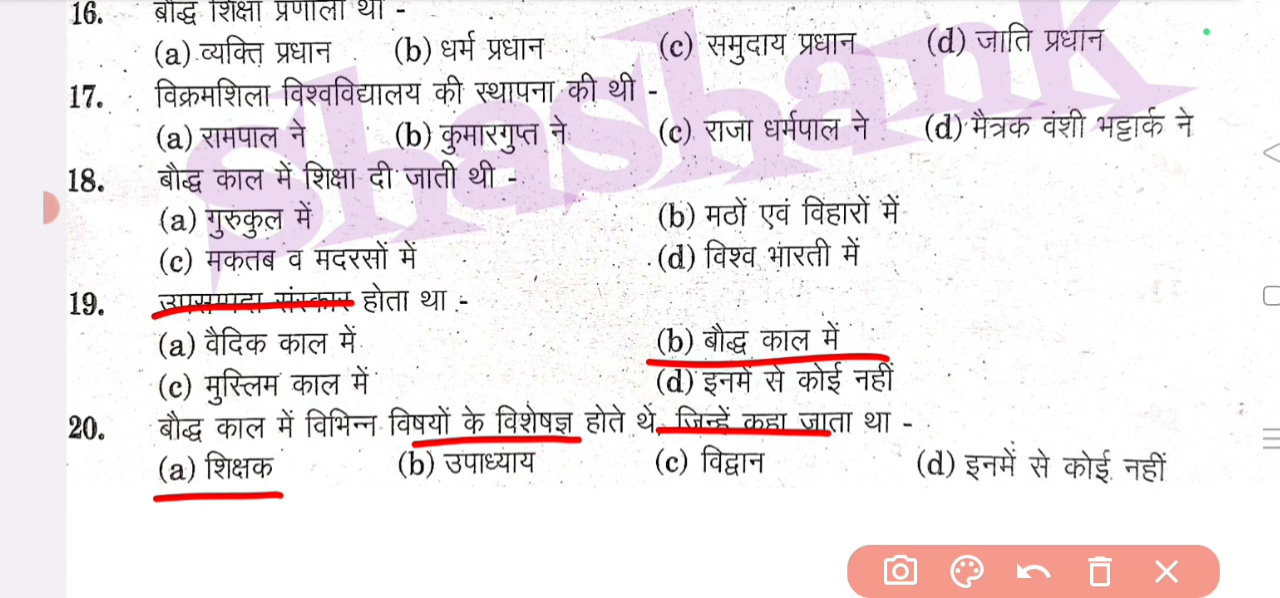 16. बौद्ध शिक्षा प्रणाली थी -
(a) व्यक्ति प्रधान (b) धर्म प्रधान (c) समुदाय प्रधान (d) जाति प्रधान
17. विक्रमशिला विश्वविद्यालय की स्थापना की थी -
(a) रामपाल ने (b) कुमारगुप्त ने (c) राजा धर्मपाल ने (d) मैत्रक वंशी भट्टार्क ने
18. बौद्ध काल में शिक्षा दी जाती थी -
(a) गुरुकुल में (b) मठों एवं विहारों में
(c) मकतब व मदरसों में (d) विश्व भारती में
19. उपसम्पदा संस्कार होता था :-
(a) वैदिक काल में (b) बौद्ध काल में
(c) मुस्लिम काल में (d) इनमें से कोई नहीं
20. बौद्ध काल में विभिन्न विषयों के विशेषज्ञ होते थे, जिन्हें कहा जाता था -
(a) शिक्षक (b) उपाध्याय (c) विद्वान (d) इनमें से कोई नहीं
shashank